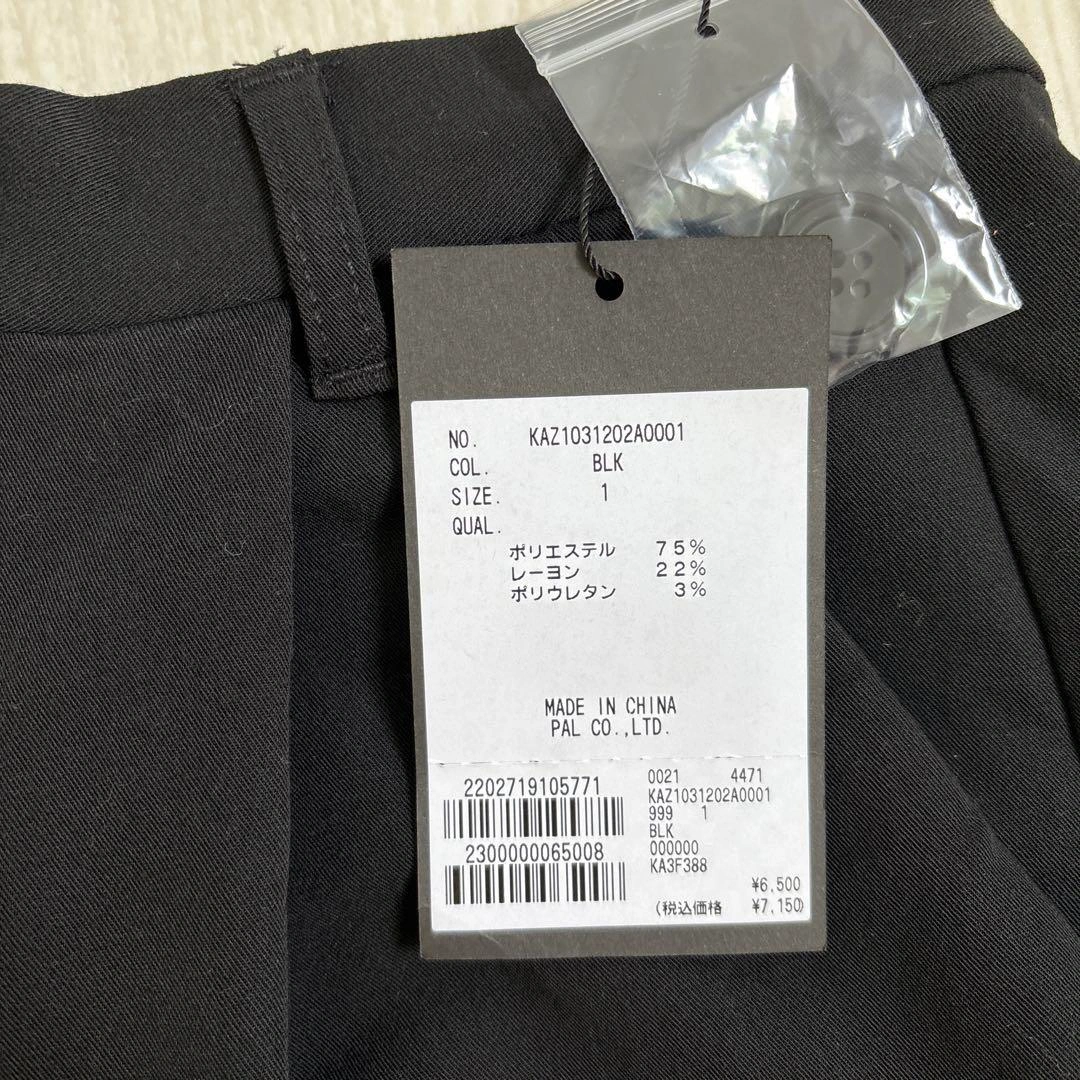 NO. KAZ1031202A0001
COL. BLK
SIZE. 1
QUAL.
ポリエステル 75%
レーヨン 22%
ポリウレタン 3%
MADE IN CHINA
PAL CO.,LTD.
2202719105771
2300000065008
0021 4471
KAZ1031202A0001
999 1
BLK
000000
KA3F388
¥6,500
(税込価格 ¥7,150)